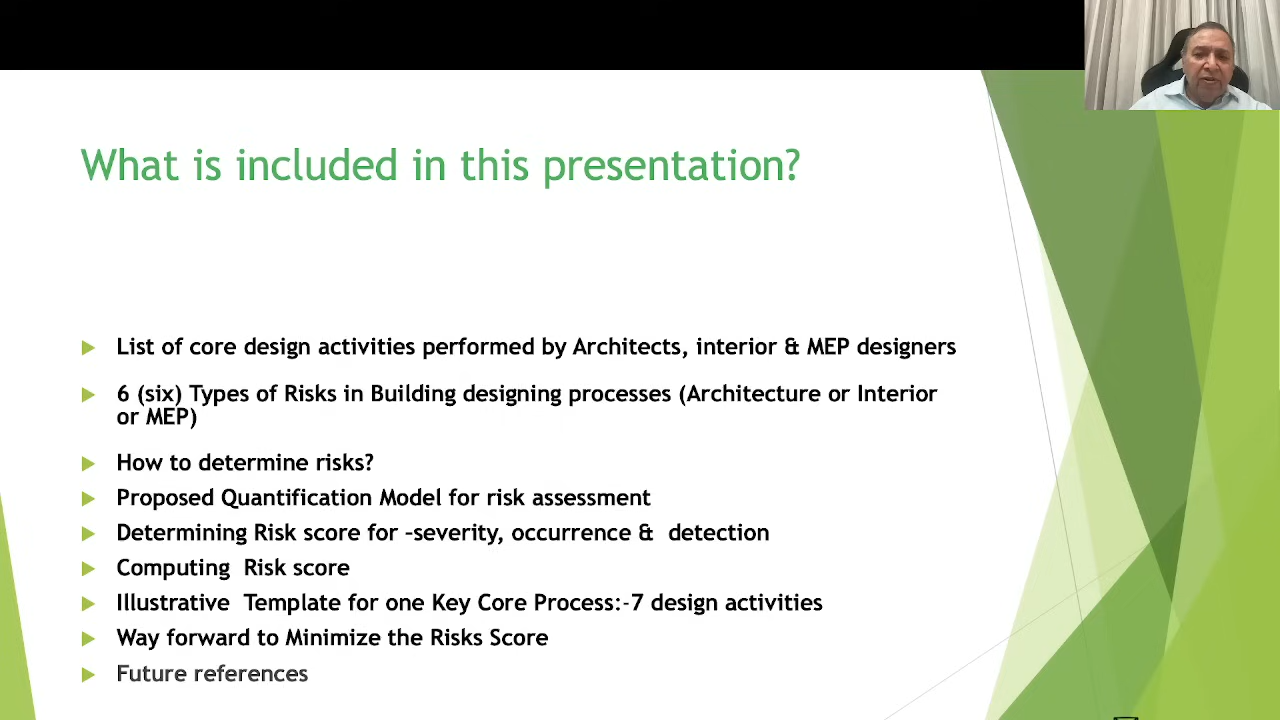 What is included in this presentation?
List of core design activities performed by Architects, interior & MEP designers
6 (six) Types of Risks in Building designing processes (Architecture or Interior
or MEP)
How to determine risks?
Proposed Quantification Model for risk assessment
Determining Risk score for –severity, occurrence & detection
Computing Risk score
Illustrative Template for one Key Core Process:-7 design activities
Way forward to Minimize the Risks Score
Future references